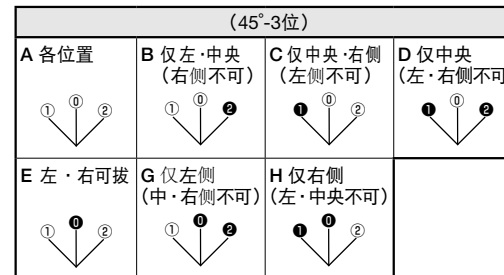 （45°-3位）
A 各位置
① ⓪ ②
B 仅左·中央
（右侧不可）
① ⓪ ❷
C 仅中央·右侧
（左侧不可）
❶ ⓪ ②
D 仅中央
（左·右侧不可
❶ ⓪ ❷
E 左·右可拔
① ⓿ ②
G 仅左侧
（中·右侧不可）
① ⓿ ❷
H 仅右侧
（左·中央不可）
❶ ⓿ ②